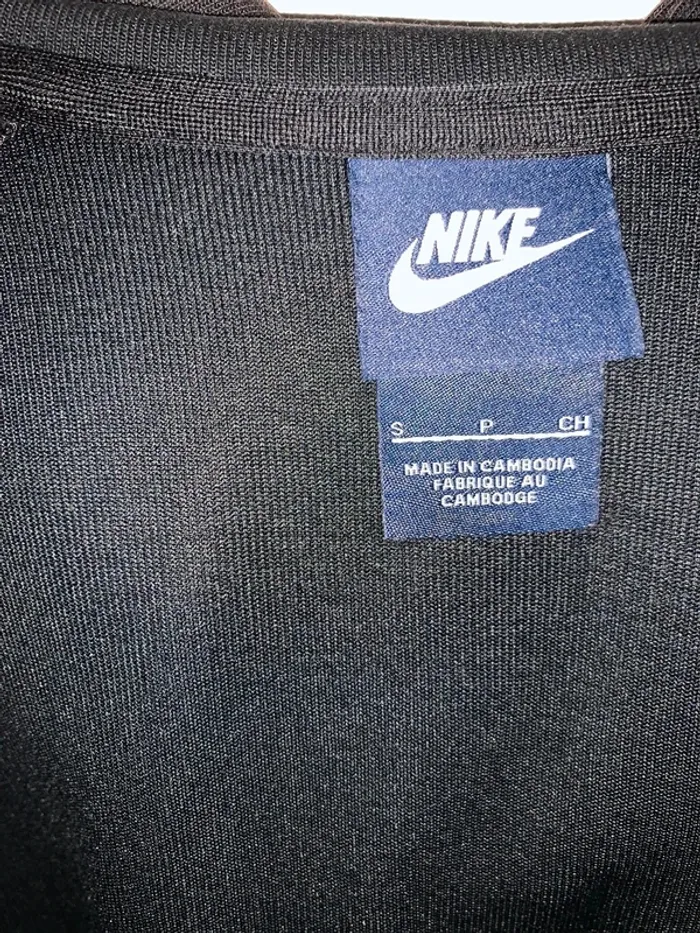 NIKE
S P CH
MADE IN CAMBODIA
FABRIQUE AU
CAMBODGE